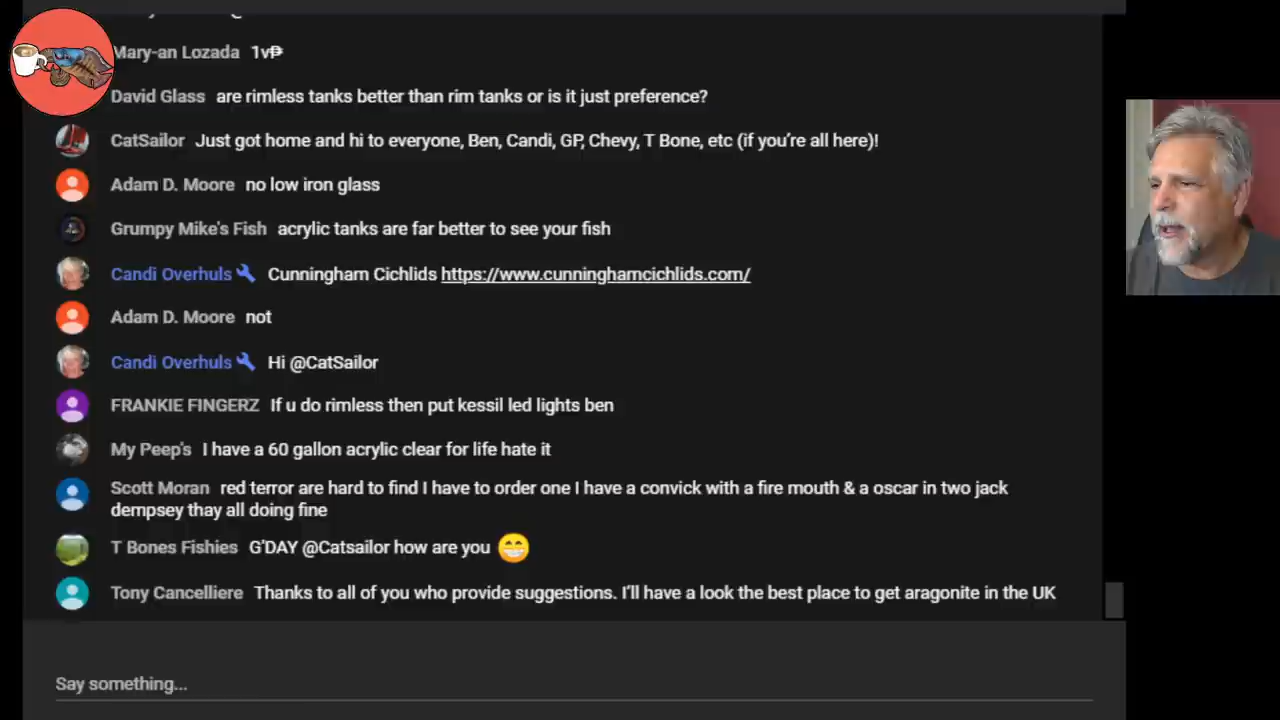 Mary-an Lozada 1v₱
David Glass are rimless tanks better than rim tanks or is it just preference?
CatSailor Just got home and hi to everyone, Ben, Candi, GP, Chevy, T Bone, etc (if you're all here)!
Adam D. Moore no low iron glass
Grumpy Mike's Fish acrylic tanks are far better to see your fish
Candi Overhuls Cunningham Cichlids https://www.cunninghamcichlids.com/
Adam D. Moore not
Candi Overhuls Hi @CatSailor
FRANKIE FINGERZ If u do rimless then put kessil led lights ben
My Peep's I have a 60 gallon acrylic clear for life hate it
Scott Moran red terror are hard to find I have to order one I have a convick with a fire mouth & a oscar in two jack
dempsey thay all doing fine
T Bones Fishies G'DAY @Catsailor how are you 😁
Tony Cancelliere Thanks to all of you who provide suggestions. I'll have a look the best place to get aragonite in the UK
Say something...